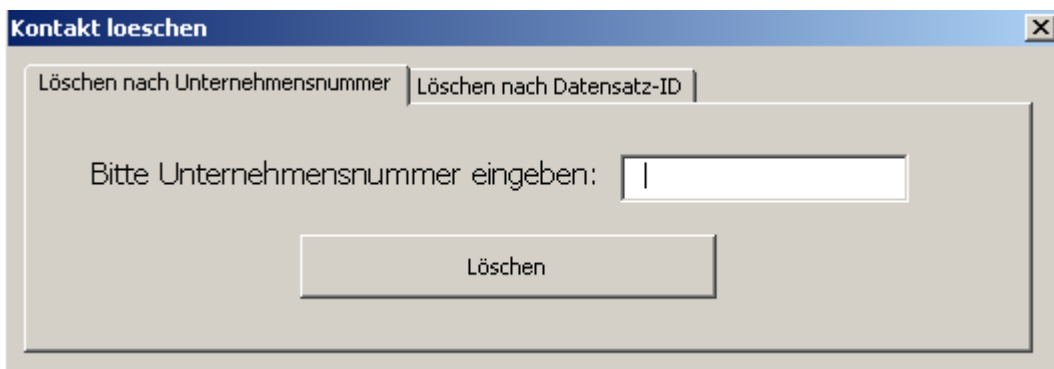 Kontakt loeschen
Löschen nach Unternehmensnummer Löschen nach Datensatz-ID
Bitte Unternehmensnummer eingeben:
Löschen